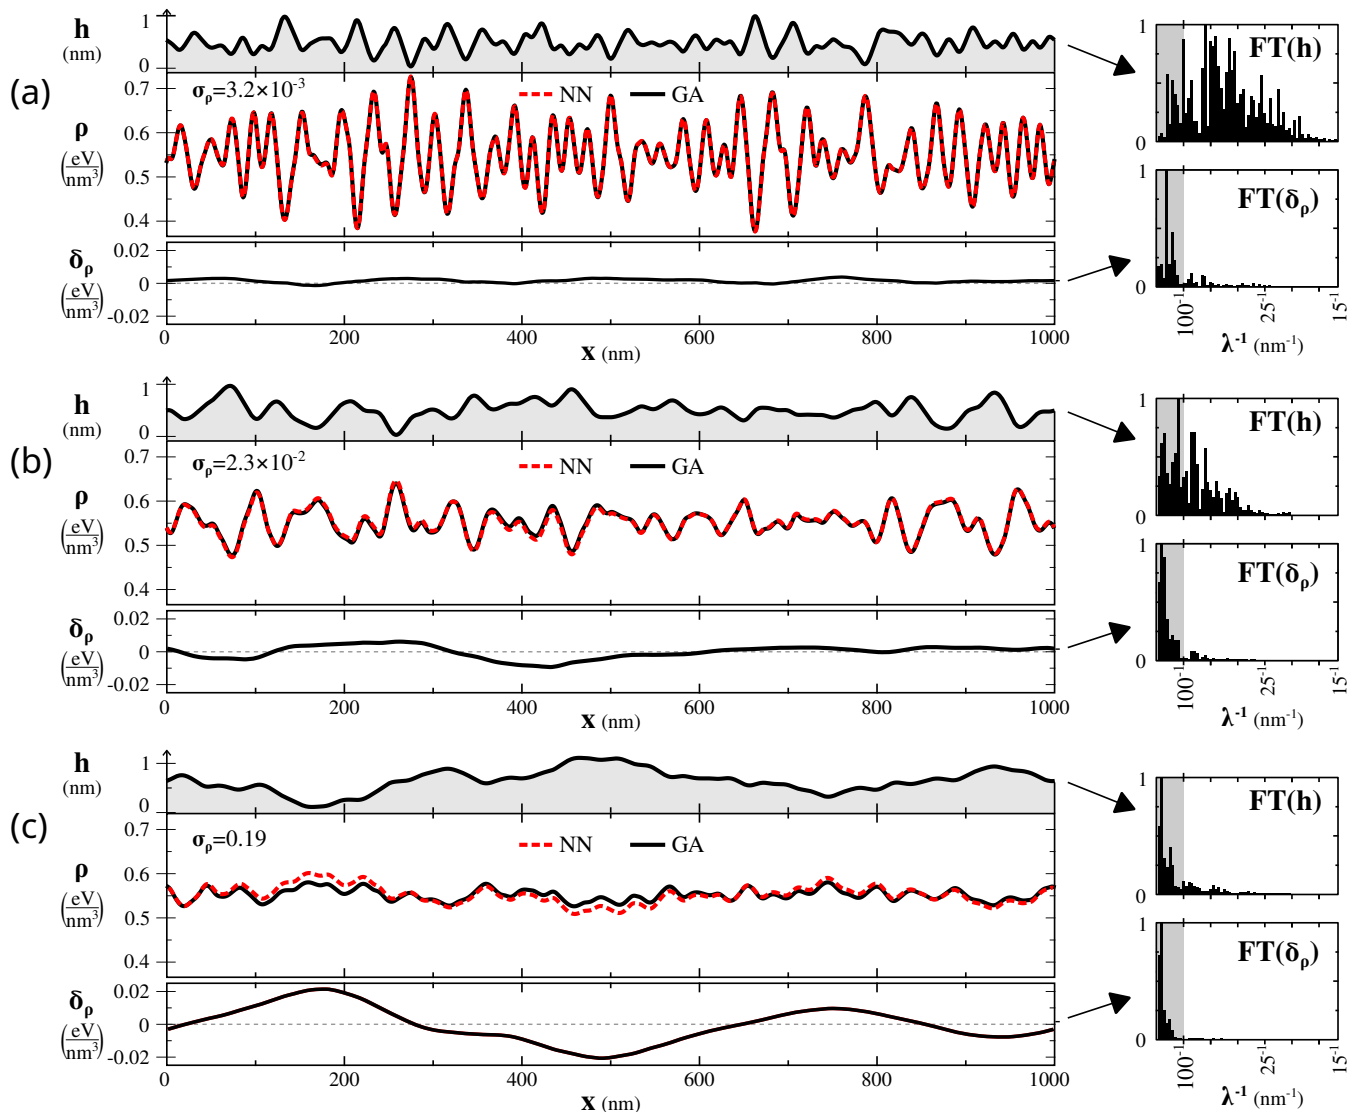 h
(nm)
1
0
FT(h)
1
0
(a)
σρ=3.2×10-3
NN
GA
ρ
(eV/nm3)
0.7
0.6
0.5
0.4
FT(δρ)
1
0
δρ
(eV/nm3)
0.02
0
-0.02
0 200 400 600 800 1000
x (nm)
100-1 25-1 15-1
λ-1 (nm-1)
h
(nm)
1
0
FT(h)
1
0
(b)
σρ=2.3×10-2
NN
GA
ρ
(eV/nm3)
0.7
0.6
0.5
0.4
FT(δρ)
1
0
δρ
(eV/nm3)
0.02
0
-0.02
0 200 400 600 800 1000
x (nm)
100-1 25-1 15-1
λ-1 (nm-1)
h
(nm)
1
0
FT(h)
1
0
(c)
σρ=0.19
NN
GA
ρ
(eV/nm3)
0.7
0.6
0.5
0.4
FT(δρ)
1
0
δρ
(eV/nm3)
0.02
0
-0.02
0 200 400 600 800 1000
x (nm)
100-1 25-1 15-1
λ-1 (nm-1)